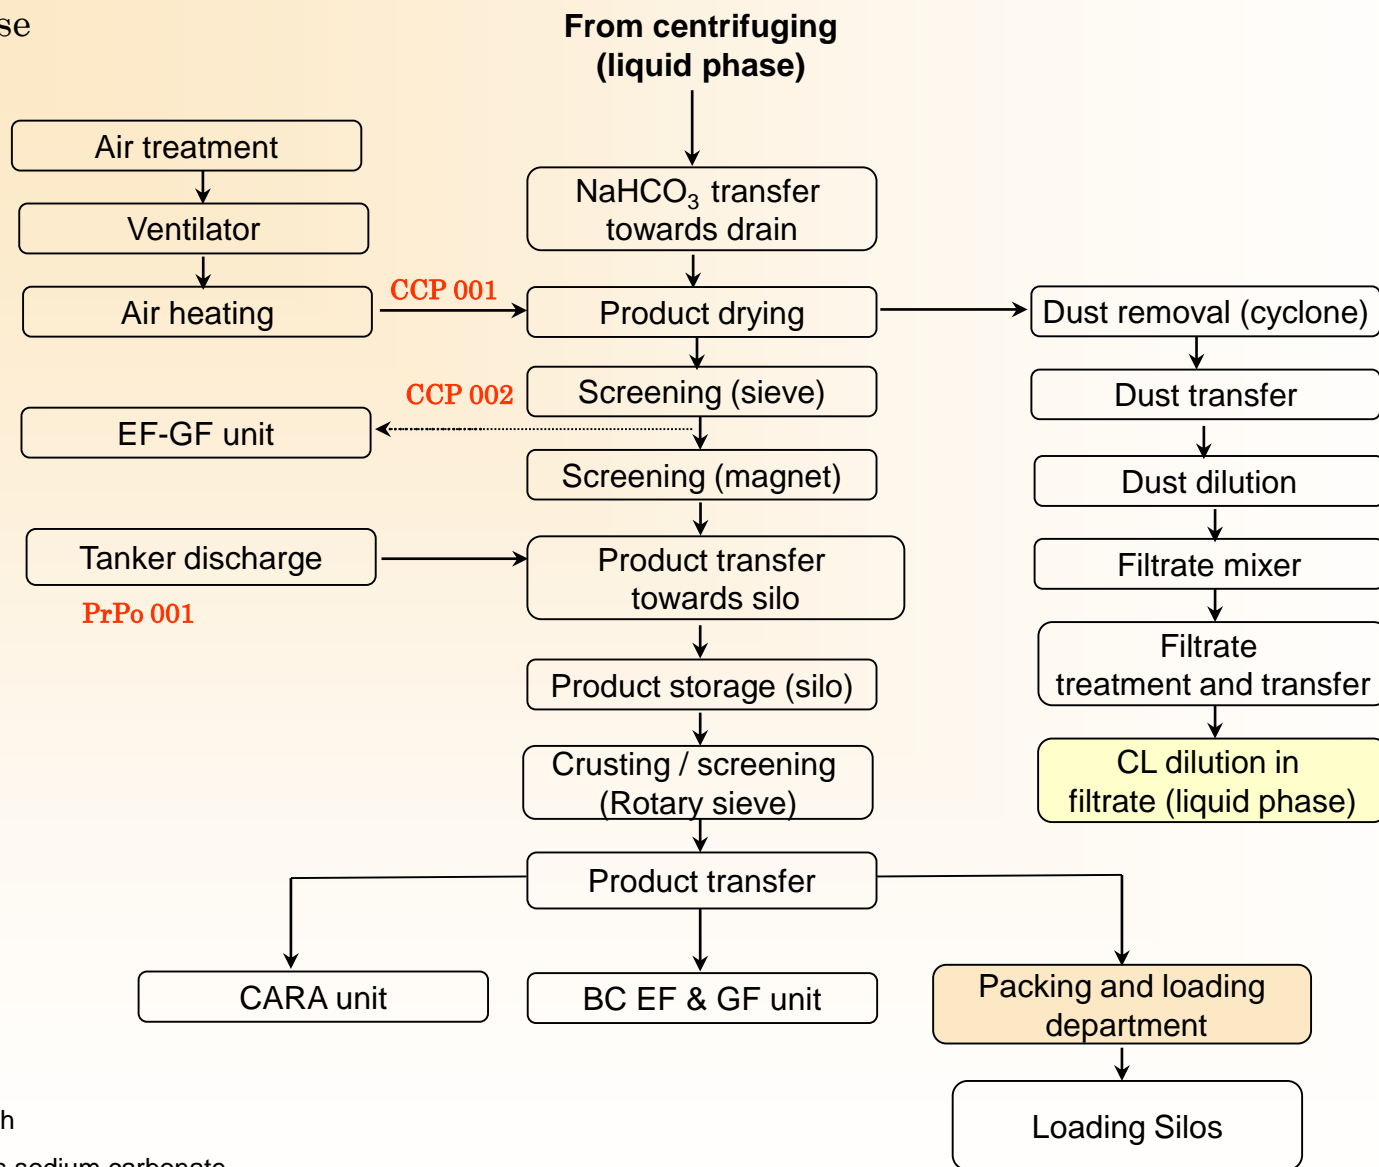 se
From centrifuging
(liquid phase)
Air treatment
Ventilator
Air heating
CCP 001
NaHCO₃ transfer
towards drain
Product drying
Dust removal (cyclone)
CCP 002
Screening (sieve)
Dust transfer
EF-GF unit
Screening (magnet)
Dust dilution
Tanker discharge
PrPo 001
Product transfer
towards silo
Filtrate mixer
Filtrate
treatment and transfer
Product storage (silo)
CL dilution in
filtrate (liquid phase)
Crusting / screening
(Rotary sieve)
Product transfer
CARA unit
BC EF & GF unit
Packing and loading
department
Loading Silos
h
sodium carbonate